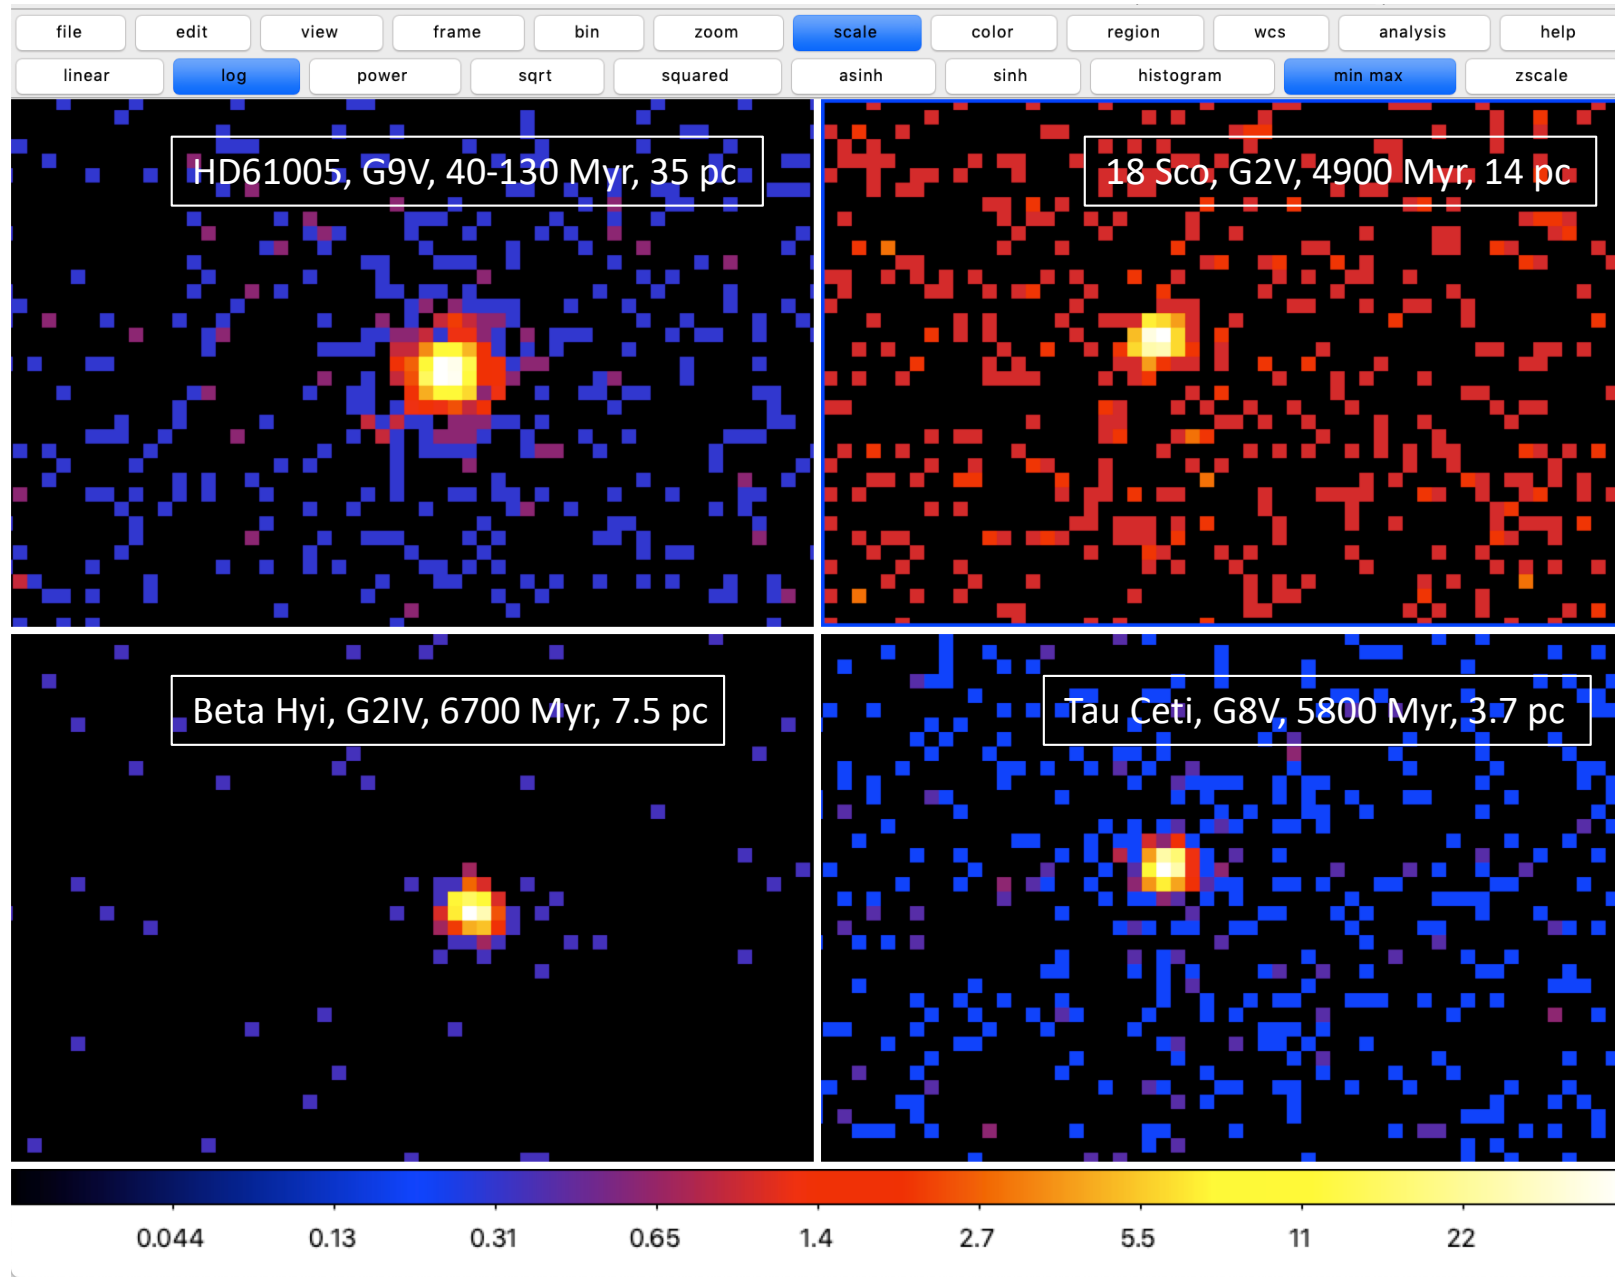 file edit view frame bin zoom scale color region wcs analysis help
linear log power sqrt squared asinh sinh histogram min max zscale
HD61005, G9V, 40-130 Myr, 35 pc
18 Sco, G2V, 4900 Myr, 14 pc
Beta Hyi, G2IV, 6700 Myr, 7.5 pc
Tau Ceti, G8V, 5800 Myr, 3.7 pc
0.044 0.13 0.31 0.65 1.4 2.7 5.5 11 22